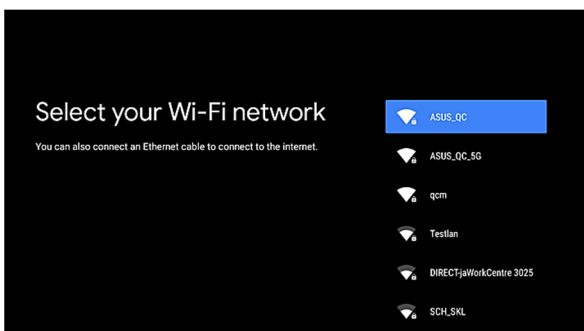 Select your Wi-Fi network
You can also connect an Ethernet cable to connect to the internet.
ASUS_QC
ASUS_QC_5G
qcm
Testlan
DIRECT-jaWorkCentre 3025
SCH_SKL